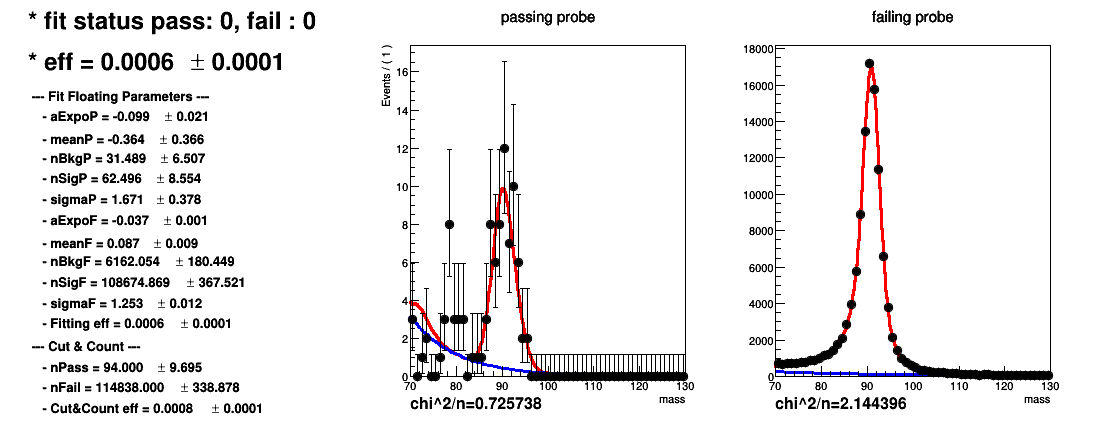 * fit status pass: 0, fail : 0
* eff = 0.0006 ± 0.0001
--- Fit Floating Parameters ---
- aExpoP = -0.099 ± 0.021
- meanP = -0.364 ± 0.366
- nBkgP = 31.489 ± 6.507
- nSigP = 62.496 ± 8.554
- sigmaP = 1.671 ± 0.378
- aExpoF = -0.037 ± 0.001
- meanF = 0.087 ± 0.009
- nBkgF = 6162.054 ± 180.449
- nSigF = 108674.869 ± 367.521
- sigmaF = 1.253 ± 0.012
- Fitting eff = 0.0006 ± 0.0001
--- Cut & Count ---
- nPass = 94.000 ± 9.695
- nFail = 114838.000 ± 338.878
- Cut&Count eff = 0.0008 ± 0.0001
passing probe
Events / ( 1 )
16
14
12
10
8
6
4
2
0
70 80 90 100 110 120 130
mass
chi^2/n=0.725738
failing probe
18000
16000
14000
12000
10000
8000
6000
4000
2000
0
70 80 90 100 110 120 130
mass
chi^2/n=2.144396